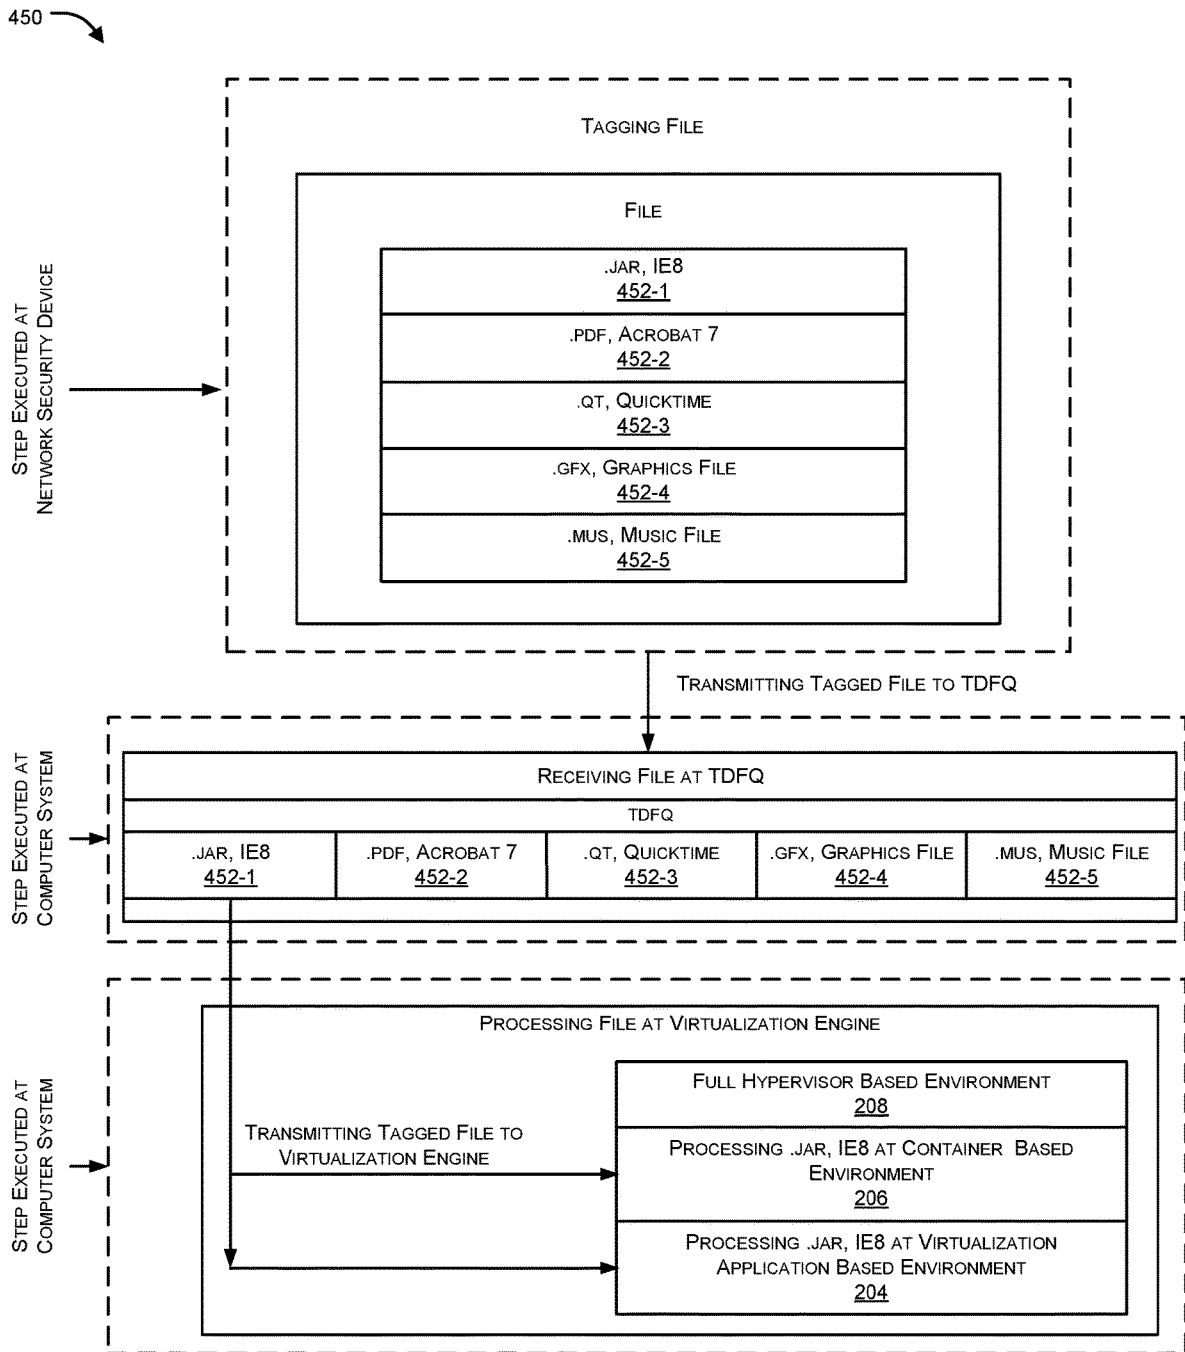 450
TAGGING FILE
FILE
.JAR, IE8
452-1
.PDF, ACROBAT 7
452-2
.QT, QUICKTIME
452-3
.GFX, GRAPHICS FILE
452-4
.MUS, MUSIC FILE
452-5
STEP EXECUTED AT
NETWORK SECURITY DEVICE
TRANSMITTING TAGGED FILE TO TDFQ
STEP EXECUTED AT
COMPUTER SYSTEM
RECEIVING FILE AT TDFQ
TDFQ
.JAR, IE8
452-1
.PDF, ACROBAT 7
452-2
.QT, QUICKTIME
452-3
.GFX, GRAPHICS FILE
452-4
.MUS, MUSIC FILE
452-5
STEP EXECUTED AT
COMPUTER SYSTEM
PROCESSING FILE AT VIRTUALIZATION ENGINE
TRANSMITTING TAGGED FILE TO
VIRTUALIZATION ENGINE
FULL HYPERVISOR BASED ENVIRONMENT
208
PROCESSING .JAR, IE8 AT CONTAINER BASED
ENVIRONMENT
206
PROCESSING .JAR, IE8 AT VIRTUALIZATION
APPLICATION BASED ENVIRONMENT
204